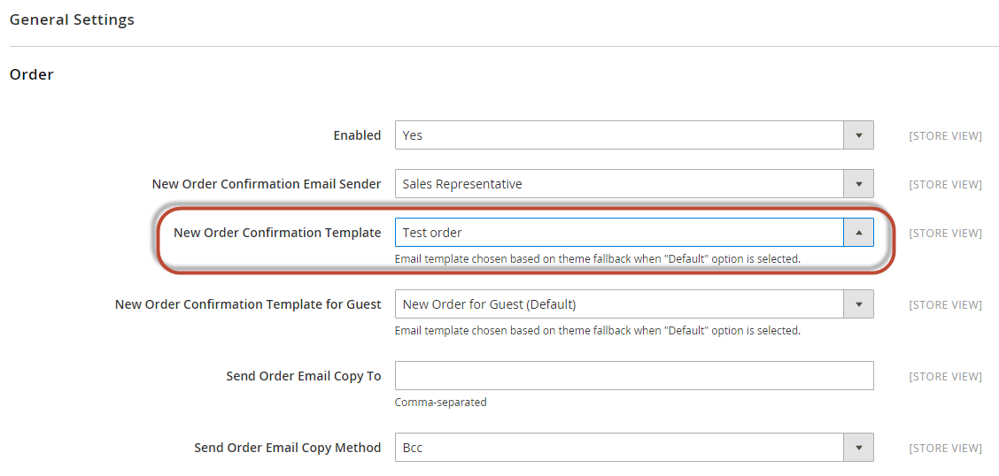 General Settings
Order
Enabled Yes [STORE VIEW]
New Order Confirmation Email Sender Sales Representative [STORE VIEW]
New Order Confirmation Template Test order [STORE VIEW]
Email template chosen based on theme fallback when "Default" option is selected.
New Order Confirmation Template for Guest New Order for Guest (Default) [STORE VIEW]
Email template chosen based on theme fallback when "Default" option is selected.
Send Order Email Copy To [STORE VIEW]
Comma-separated
Send Order Email Copy Method Bcc [STORE VIEW]